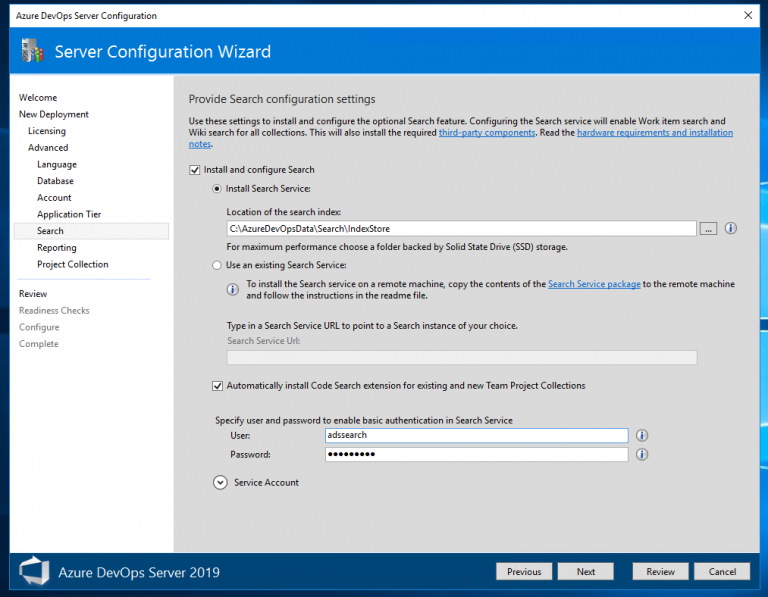 Azure DevOps Server Configuration
Server Configuration Wizard
Welcome
New Deployment
Licensing
Advanced
Language
Database
Account
Application Tier
Search
Reporting
Project Collection
Review
Readiness Checks
Configure
Complete
Provide Search configuration settings
Use these settings to install and configure the optional Search feature. Configuring the Search service will enable Work item search and
Wiki search for all collections. This will also install the required third-party components. Read the hardware requirements and installation
notes.
Install and configure Search
Install Search Service:
Location of the search index:
C:\AzureDevOpsData\Search\IndexStore
...
For maximum performance choose a folder backed by Solid State Drive (SSD) storage.
Use an existing Search Service:
To install the Search service on a remote machine, copy the contents of the Search Service package to the remote machine
and follow the instructions in the readme file.
Type in a Search Service URL to point to a Search instance of your choice.
Search Service Url:
Automatically install Code Search extension for existing and new Team Project Collections
Specify user and password to enable basic authentication in Search Service
User:
adssearch
Password:
●●●●●●●●●
Service Account
Azure DevOps Server 2019
Previous
Next
Review
Cancel